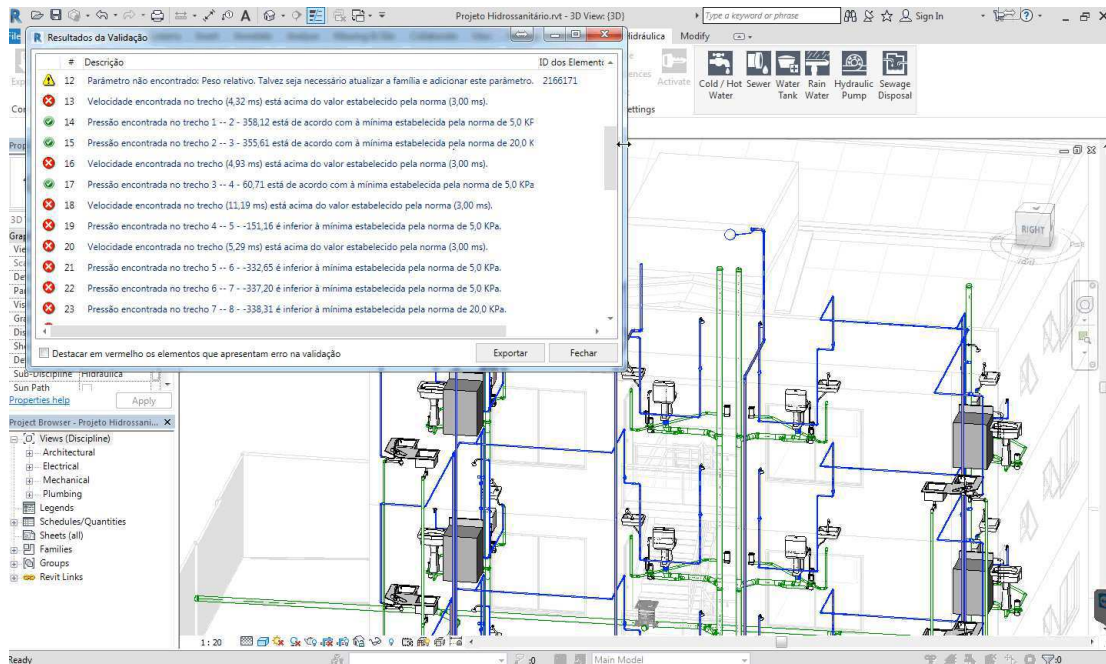 Projeto Hidrossanitário.rvt - 3D View: {3D}
Type a keyword or phrase
Sign In
Resultados da Validação
Modify
# Descrição ID dos Element
12 Parâmetro não encontrado: Peso relativo. Talvez seja necessário atualizar a família e adicionar este parâmetro. 2166171
13 Velocidade encontrada no trecho (4,32 ms) está acima do valor estabelecido pela norma (3,00 ms).
14 Pressão encontrada no trecho 1 -- 2 - 358,12 está de acordo com à mínima estabelecida pela norma de 5,0 KF
15 Pressão encontrada no trecho 2 -- 3 - 355,61 está de acordo com à mínima estabelecida pela norma de 20,0 K
16 Velocidade encontrada no trecho (4,93 ms) está acima do valor estabelecido pela norma (3,00 ms).
17 Pressão encontrada no trecho 3 -- 4 - 60,71 está de acordo com à mínima estabelecida pela norma de 5,0 KPa
18 Velocidade encontrada no trecho (11,19 ms) está acima do valor estabelecido pela norma (3,00 ms).
19 Pressão encontrada no trecho 4 -- 5 - -151,16 é inferior à mínima estabelecida pela norma de 5,0 KPa.
20 Velocidade encontrada no trecho (5,29 ms) está acima do valor estabelecido pela norma (3,00 ms).
21 Pressão encontrada no trecho 5 -- 6 - -332,65 é inferior à mínima estabelecida pela norma de 5,0 KPa.
22 Pressão encontrada no trecho 6 -- 7 - -337,20 é inferior à mínima estabelecida pela norma de 5,0 KPa.
23 Pressão encontrada no trecho 7 -- 8 - -338,31 é inferior à mínima estabelecida pela norma de 20,0 KPa.
Destacar em vermelho os elementos que apresentam erro na validação
Exportar Fechar
Activate
Cold / Hot Water
Sewer
Water Tank
Rain Water
Hydraulic Pump
Sewage Disposal
RIGHT
Sub-Discipline Hidráulica
Sun Path
Properties help Apply
Project Browser - Projeto Hidrossani...
Views (Discipline)
Architectural
Electrical
Mechanical
Plumbing
Legends
Schedules/Quantities
Sheets (all)
Families
Groups
Revit Links
1 : 20
Ready
:0
Main Model
:0